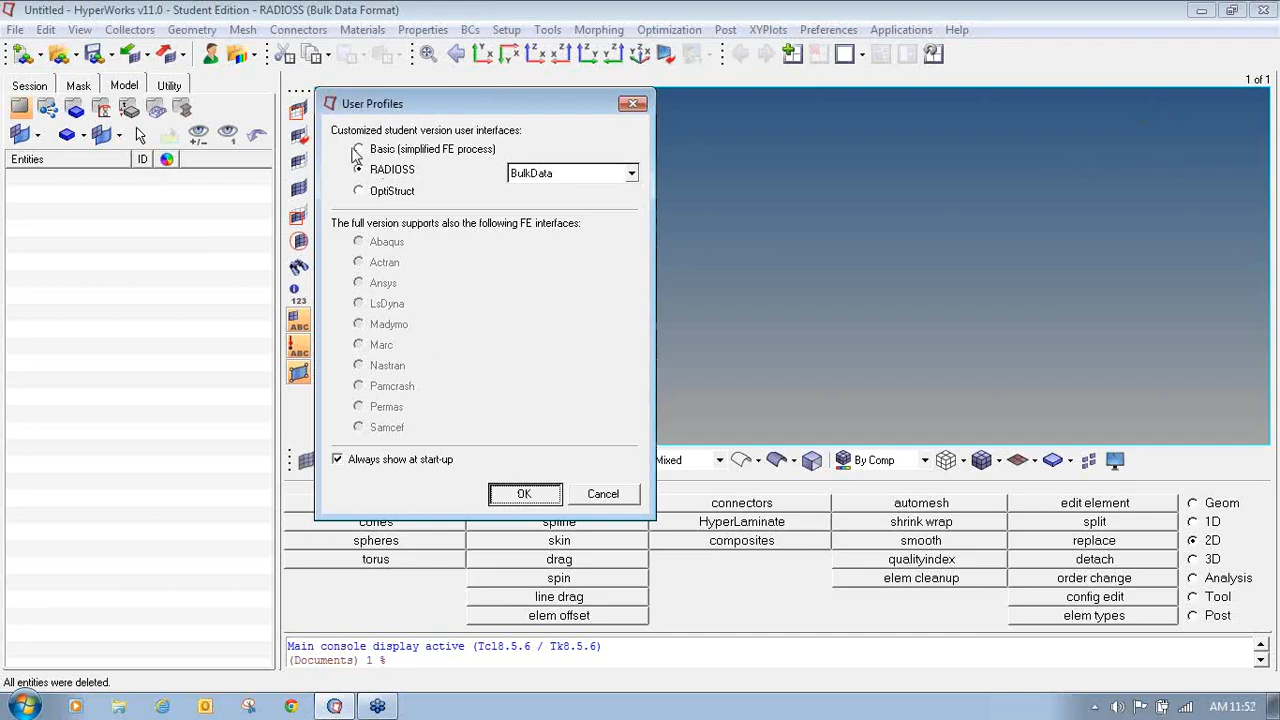 Untitled - HyperWorks v11.0 - Student Edition - RADIOSS (Bulk Data Format)
File Edit View Collectors Geometry Mesh Connectors Materials Properties BCs Setup Tools Morphing Optimization Post XYPlots Preferences Applications Help
Session Mask Model Utility
1 of 1
Entities ID
User Profiles
Customized student version user interfaces:
Basic (simplified FE process)
RADIOSS BulkData
OptiStruct
The full version supports also the following FE interfaces:
Abaqus
Actran
Ansys
LsDyna
Madymo
Marc
Nastran
Pamcrash
Permas
Samcef
Always show at start-up
OK Cancel
123
ABC
ABC
Mixed By Comp
connectors automesh edit element Geom
cones spline HyperLaminate shrink wrap split 1D
spheres skin composites smooth replace 2D
torus drag qualityindex detach 3D
spin elem cleanup order change Analysis
line drag config edit Tool
elem offset elem types Post
Main console display active (Tcl8.5.6 / Tk8.5.6)
(Documents) 1 %
All entities were deleted.
AM 11:52